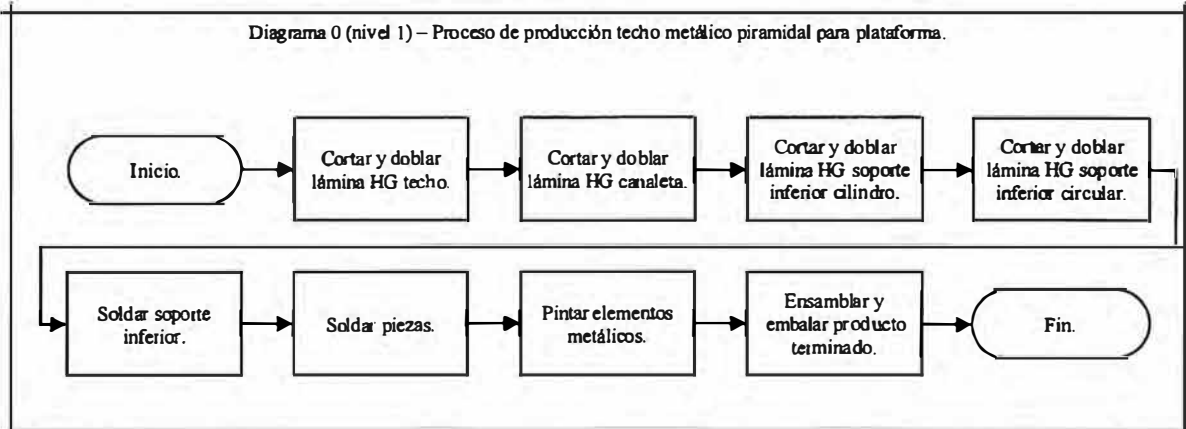 Diagrama 0 (nivel 1) – Proceso de producción techo metálico piramidal para plataforma.
Inicio.
Cortar y doblar
lámina HG techo.
Cortar y doblar
lámina HG canaleta.
Cortar y doblar
lámina HG soporte
inferior cilindro.
Cortar y doblar
lámina HG soporte
inferior circular.
Soldar soporte
inferior.
Soldar piezas.
Pintar elementos
metálicos.
Ensamblar y
embalar producto
terminado.
Fin.